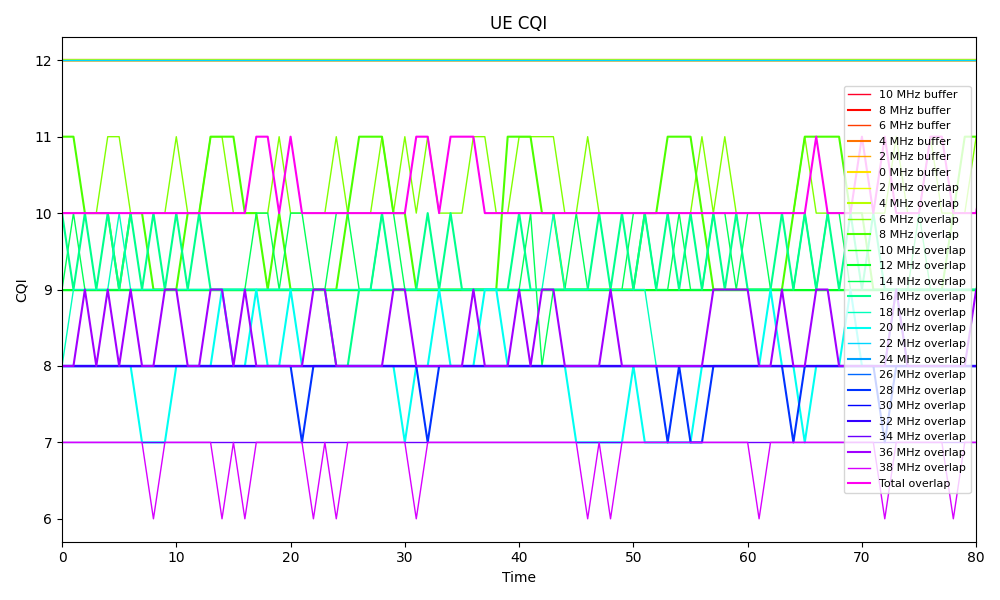 UE CQI
CQI
12
11
10
9
8
7
6
0 10 20 30 40 50 60 70 80
Time
10 MHz buffer
8 MHz buffer
6 MHz buffer
4 MHz buffer
2 MHz buffer
0 MHz buffer
2 MHz overlap
4 MHz overlap
6 MHz overlap
8 MHz overlap
10 MHz overlap
12 MHz overlap
14 MHz overlap
16 MHz overlap
18 MHz overlap
20 MHz overlap
22 MHz overlap
24 MHz overlap
26 MHz overlap
28 MHz overlap
30 MHz overlap
32 MHz overlap
34 MHz overlap
36 MHz overlap
38 MHz overlap
Total overlap